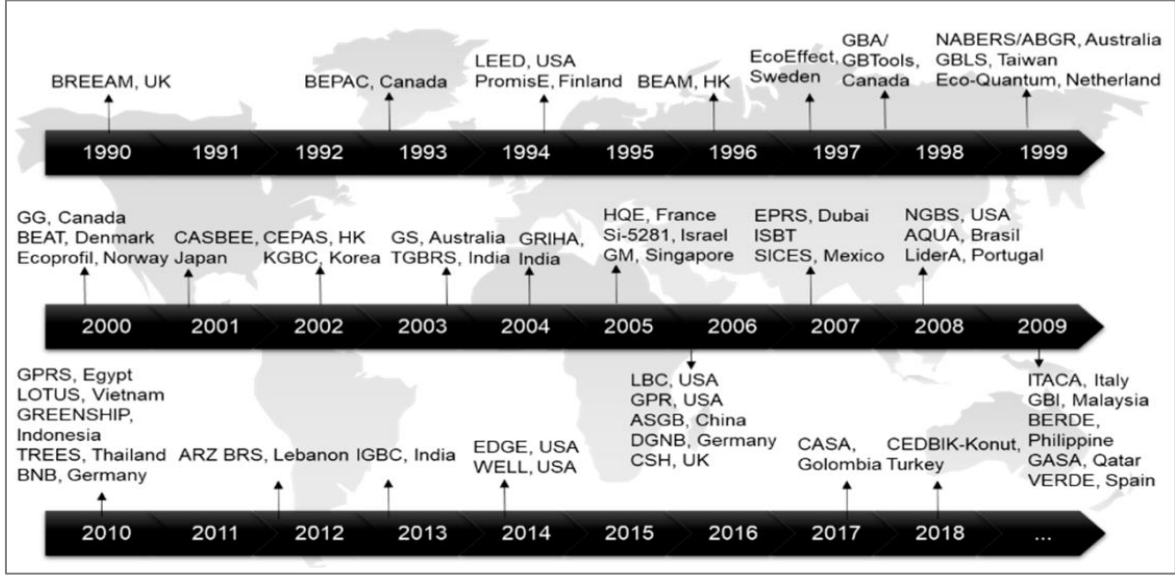 BREEAM, UK
BEPAC, Canada
LEED, USA
PromisE, Finland
BEAM, HK
EcoEffect,
Sweden
GBA/
GBTools,
Canada
NABERS/ABGR, Australia
GBLS, Taiwan
Eco-Quantum, Netherland
1990 1991 1992 1993 1994 1995 1996 1997 1998 1999
GG, Canada
BEAT, Denmark
Ecoprofil, Norway
CASBEE,
Japan
CEPAS, HK
KGBC, Korea
GS, Australia
TGBRS, India
GRIHA,
India
HQE, France
Si-5281, Israel
GM, Singapore
EPRS, Dubai
ISBT
SICES, Mexico
NGBS, USA
AQUA, Brasil
LiderA, Portugal
2000 2001 2002 2003 2004 2005 2006 2007 2008 2009
LBC, USA
GPR, USA
ASGB, China
DGNB, Germany
CSH, UK
ITACA, Italy
GBI, Malaysia
BERDE,
Philippine
GASA, Qatar
VERDE, Spain
GPRS, Egypt
LOTUS, Vietnam
GREENSHIP,
Indonesia
TREES, Thailand
BNB, Germany
ARZ BRS, Lebanon
IGBC, India
EDGE, USA
WELL, USA
CASA,
Golombia
CEDBIK-Konut,
Turkey
2010 2011 2012 2013 2014 2015 2016 2017 2018 ...